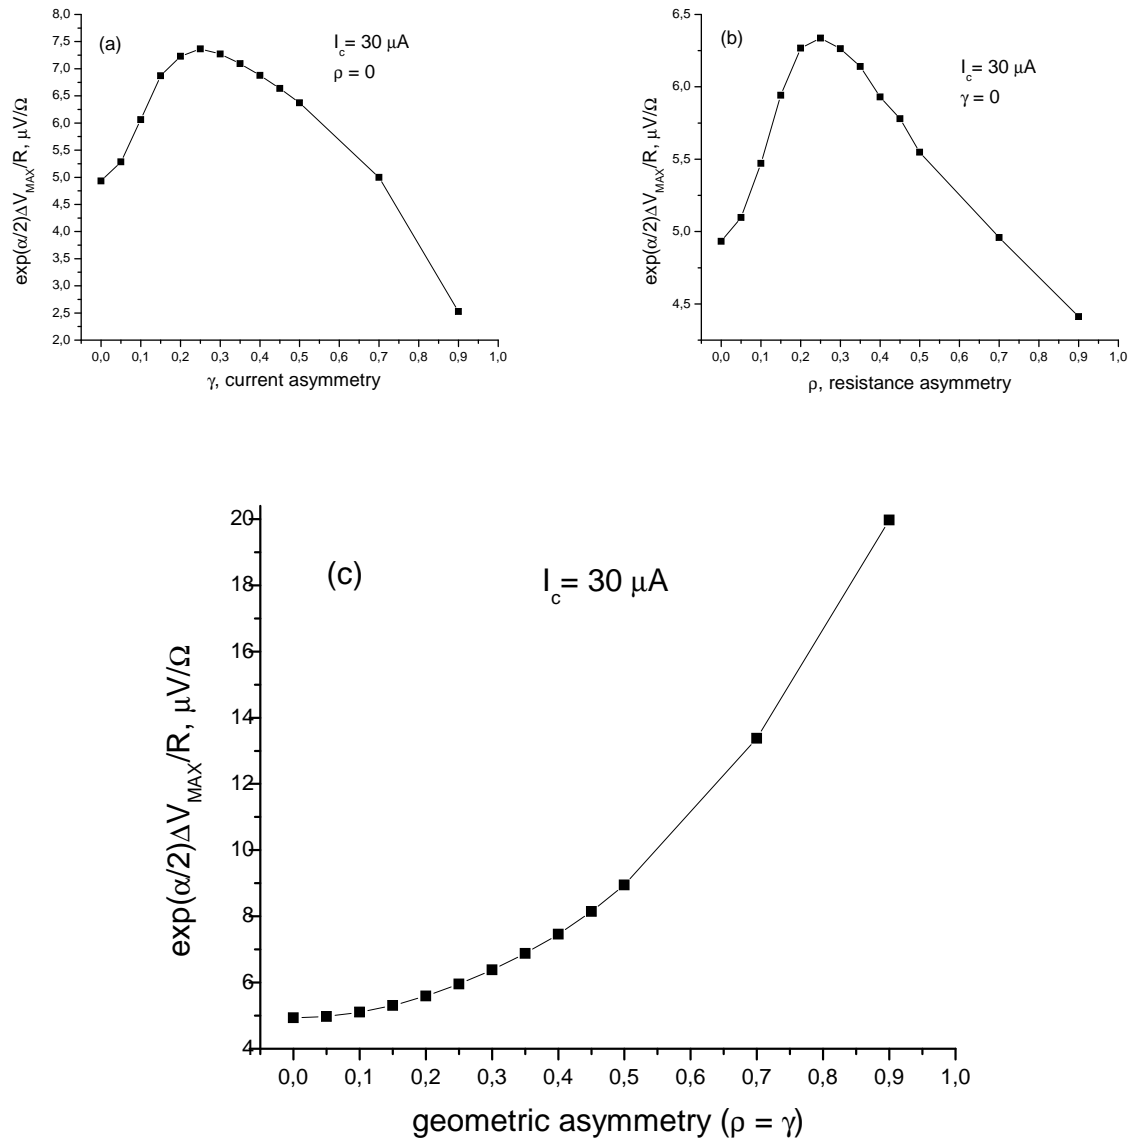 (a)
I_c = 30 μA
ρ = 0
exp(α/2)ΔV_MAX/R, μV/Ω
8,0
7,5
7,0
6,5
6,0
5,5
5,0
4,5
4,0
3,5
3,0
2,5
2,0
0,0 0,1 0,2 0,3 0,4 0,5 0,6 0,7 0,8 0,9 1,0
γ, current asymmetry
(b)
I_c = 30 μA
γ = 0
exp(α/2)ΔV_MAX/R, μV/Ω
6,5
6,0
5,5
5,0
4,5
0,0 0,1 0,2 0,3 0,4 0,5 0,6 0,7 0,8 0,9 1,0
ρ, resistance asymmetry
(c)
I_c = 30 μA
exp(α/2)ΔV_MAX/R, μV/Ω
20
18
16
14
12
10
8
6
4
0,0 0,1 0,2 0,3 0,4 0,5 0,6 0,7 0,8 0,9 1,0
geometric asymmetry (ρ = γ)